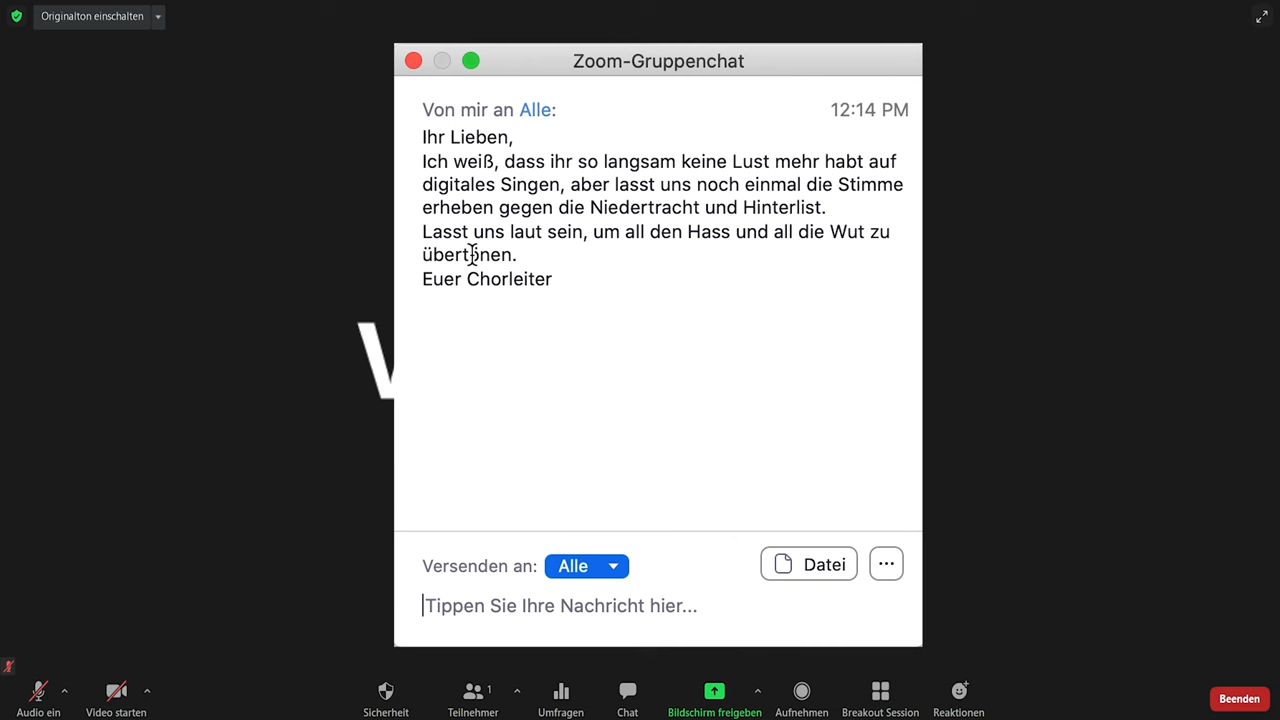 Originalton einschalten
Zoom-Gruppenchat
Von mir an Alle: 12:14 PM
Ihr Lieben,
Ich weiß, dass ihr so langsam keine Lust mehr habt auf
digitales Singen, aber lasst uns noch einmal die Stimme
erheben gegen die Niedertracht und Hinterlist.
Lasst uns laut sein, um all den Hass und all die Wut zu
übertönen.
Euer Chorleiter
Versenden an: Alle Datei
Tippen Sie Ihre Nachricht hier...
1
Audio ein Video starten Sicherheit Teilnehmer Umfragen Chat Bildschirm freigeben Aufnehmen Breakout Session Reaktionen Beenden